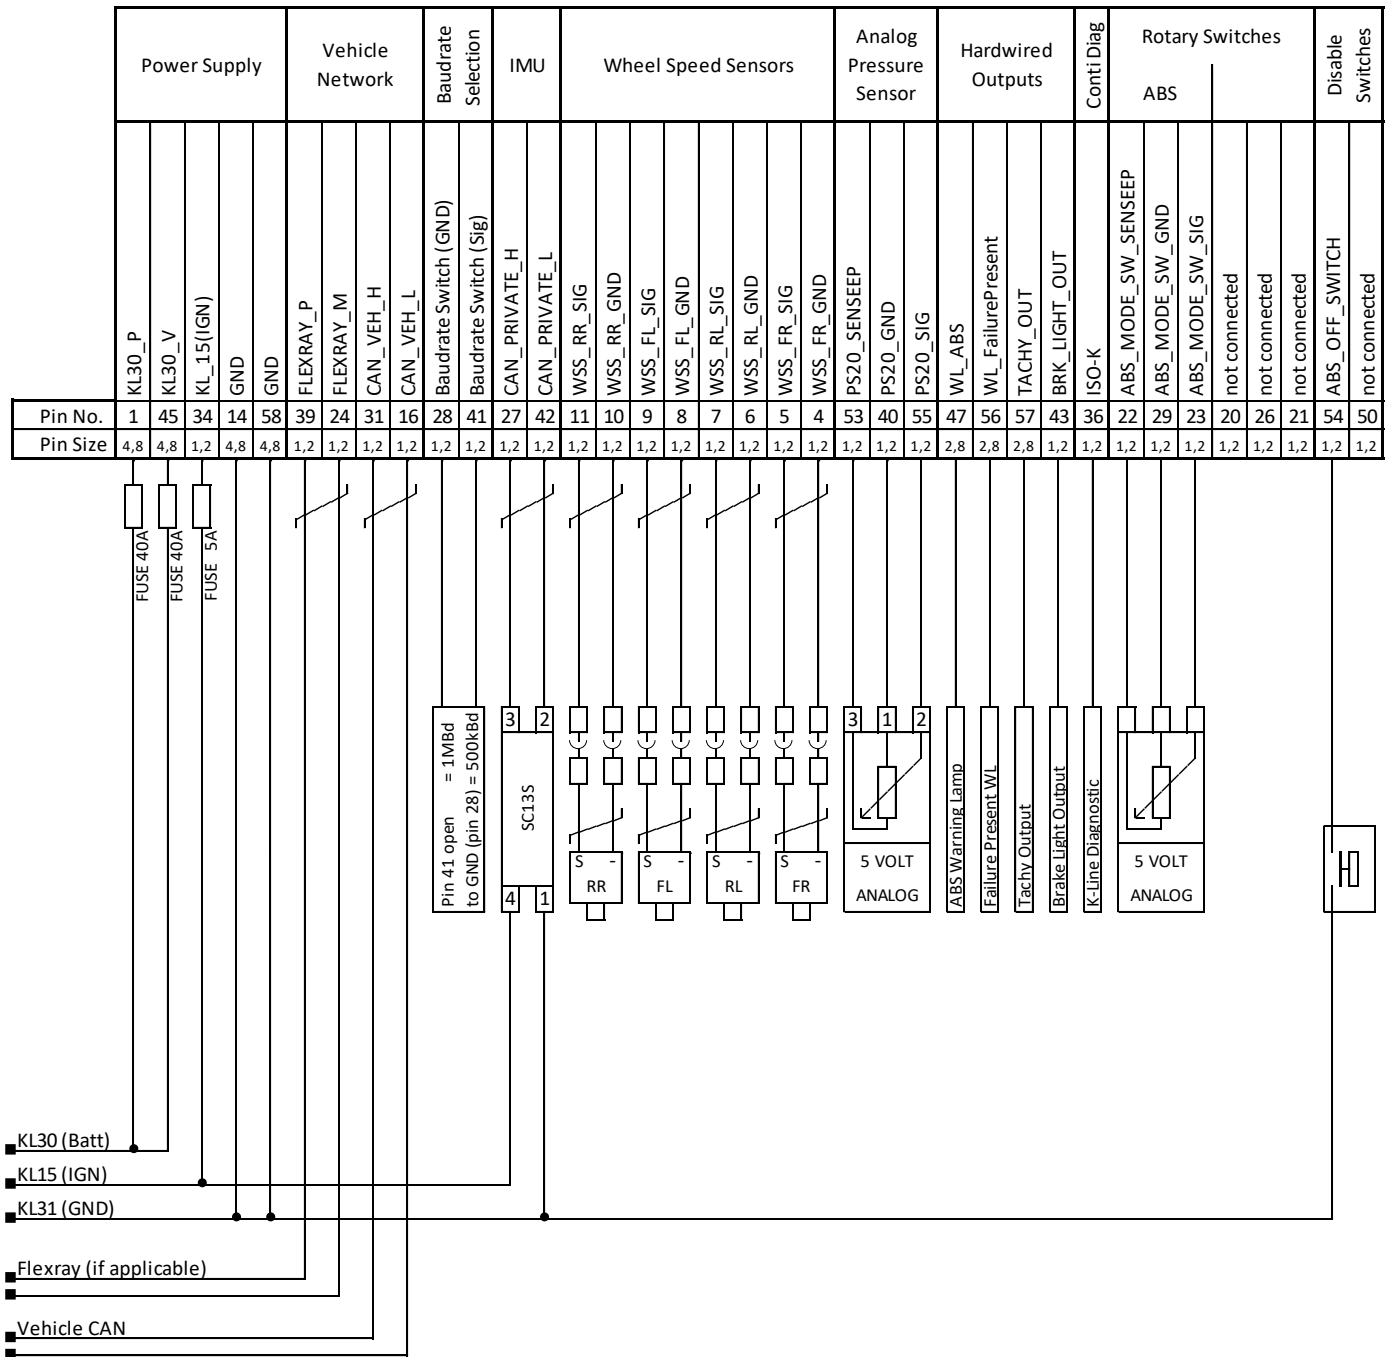 Power Supply
Vehicle
Network
Baudrate
Selection
IMU
Wheel Speed Sensors
Analog
Pressure
Sensor
Hardwired
Outputs
Conti Diag
Rotary Switches
ABS
Disable
Switches
KL30_P
KL30_V
KL_15(IGN)
GND
GND
FLEXRAY_P
FLEXRAY_M
CAN_VEH_H
CAN_VEH_L
Baudrate Switch (GND)
Baudrate Switch (Sig)
CAN_PRIVATE_H
CAN_PRIVATE_L
WSS_RR_SIG
WSS_RR_GND
WSS_FL_SIG
WSS_FL_GND
WSS_RL_SIG
WSS_RL_GND
WSS_FR_SIG
WSS_FR_GND
PS20_SENSEEP
PS20_GND
PS20_SIG
WL_ABS
WL_FailurePresent
TACHY_OUT
BRK_LIGHT_OUT
ISO-K
ABS_MODE_SW_SENSEEP
ABS_MODE_SW_GND
ABS_MODE_SW_SIG
not connected
not connected
not connected
ABS_OFF_SWITCH
not connected
Pin No. 1 45 34 14 58 39 24 31 16 28 41 27 42 11 10 9 8 7 6 5 4 53 40 55 47 56 57 43 36 22 29 23 20 26 21 54 50
Pin Size 4,8 4,8 1,2 4,8 4,8 1,2 1,2 1,2 1,2 1,2 1,2 1,2 1,2 1,2 1,2 1,2 1,2 1,2 1,2 1,2 1,2 1,2 1,2 1,2 2,8 2,8 2,8 1,2 1,2 1,2 1,2 1,2 1,2 1,2 1,2 1,2 1,2
FUSE 40A
FUSE 40A
FUSE 5A
Pin 41 open = 1MBd
to GND (pin 28) = 500kBd
3 2
SC13S
4 1
S -
RR
S -
FL
S -
RL
S -
FR
3 1 2
5 VOLT
ANALOG
ABS Warning Lamp
Failure Present WL
Tachy Output
Brake Light Output
K-Line Diagnostic
5 VOLT
ANALOG
KL30 (Batt)
KL15 (IGN)
KL31 (GND)
Flexray (if applicable)
Vehicle CAN